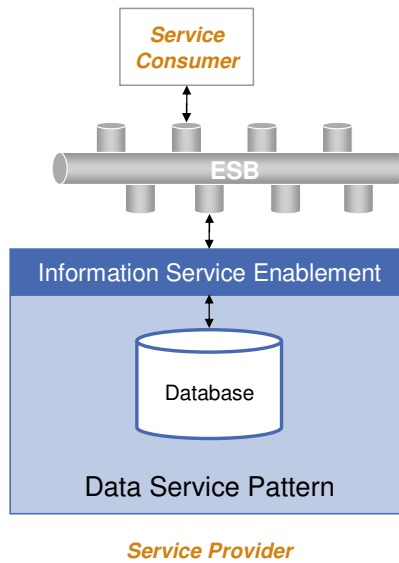 Service
Consumer
ESB
Information Service Enablement
Database
Data Service Pattern
Service Provider